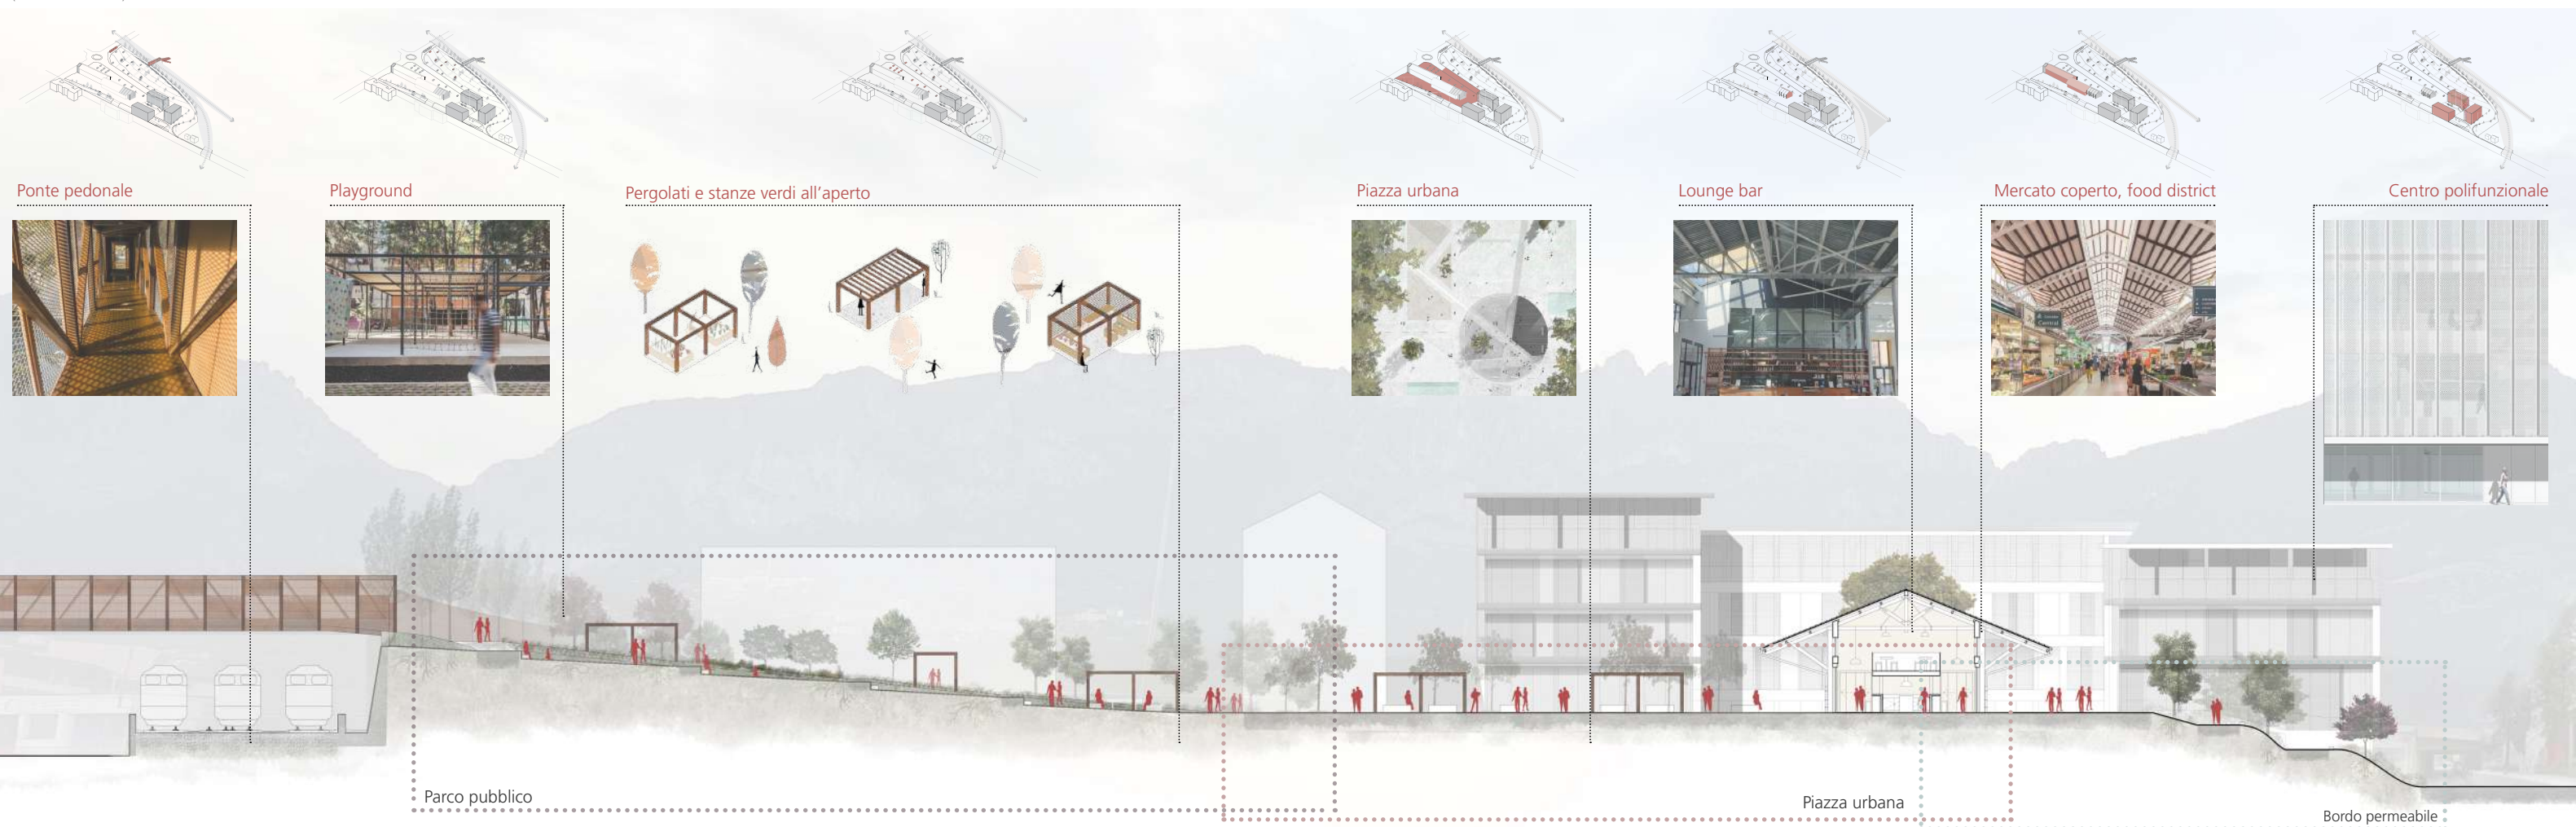 Ponte pedonale
Playground
Pergolati e stanze verdi all'aperto
Piazza urbana
Lounge bar
Mercato coperto, food district
Centro polifunzionale
Central
Parco pubblico
Piazza urbana
Bordo permeabile